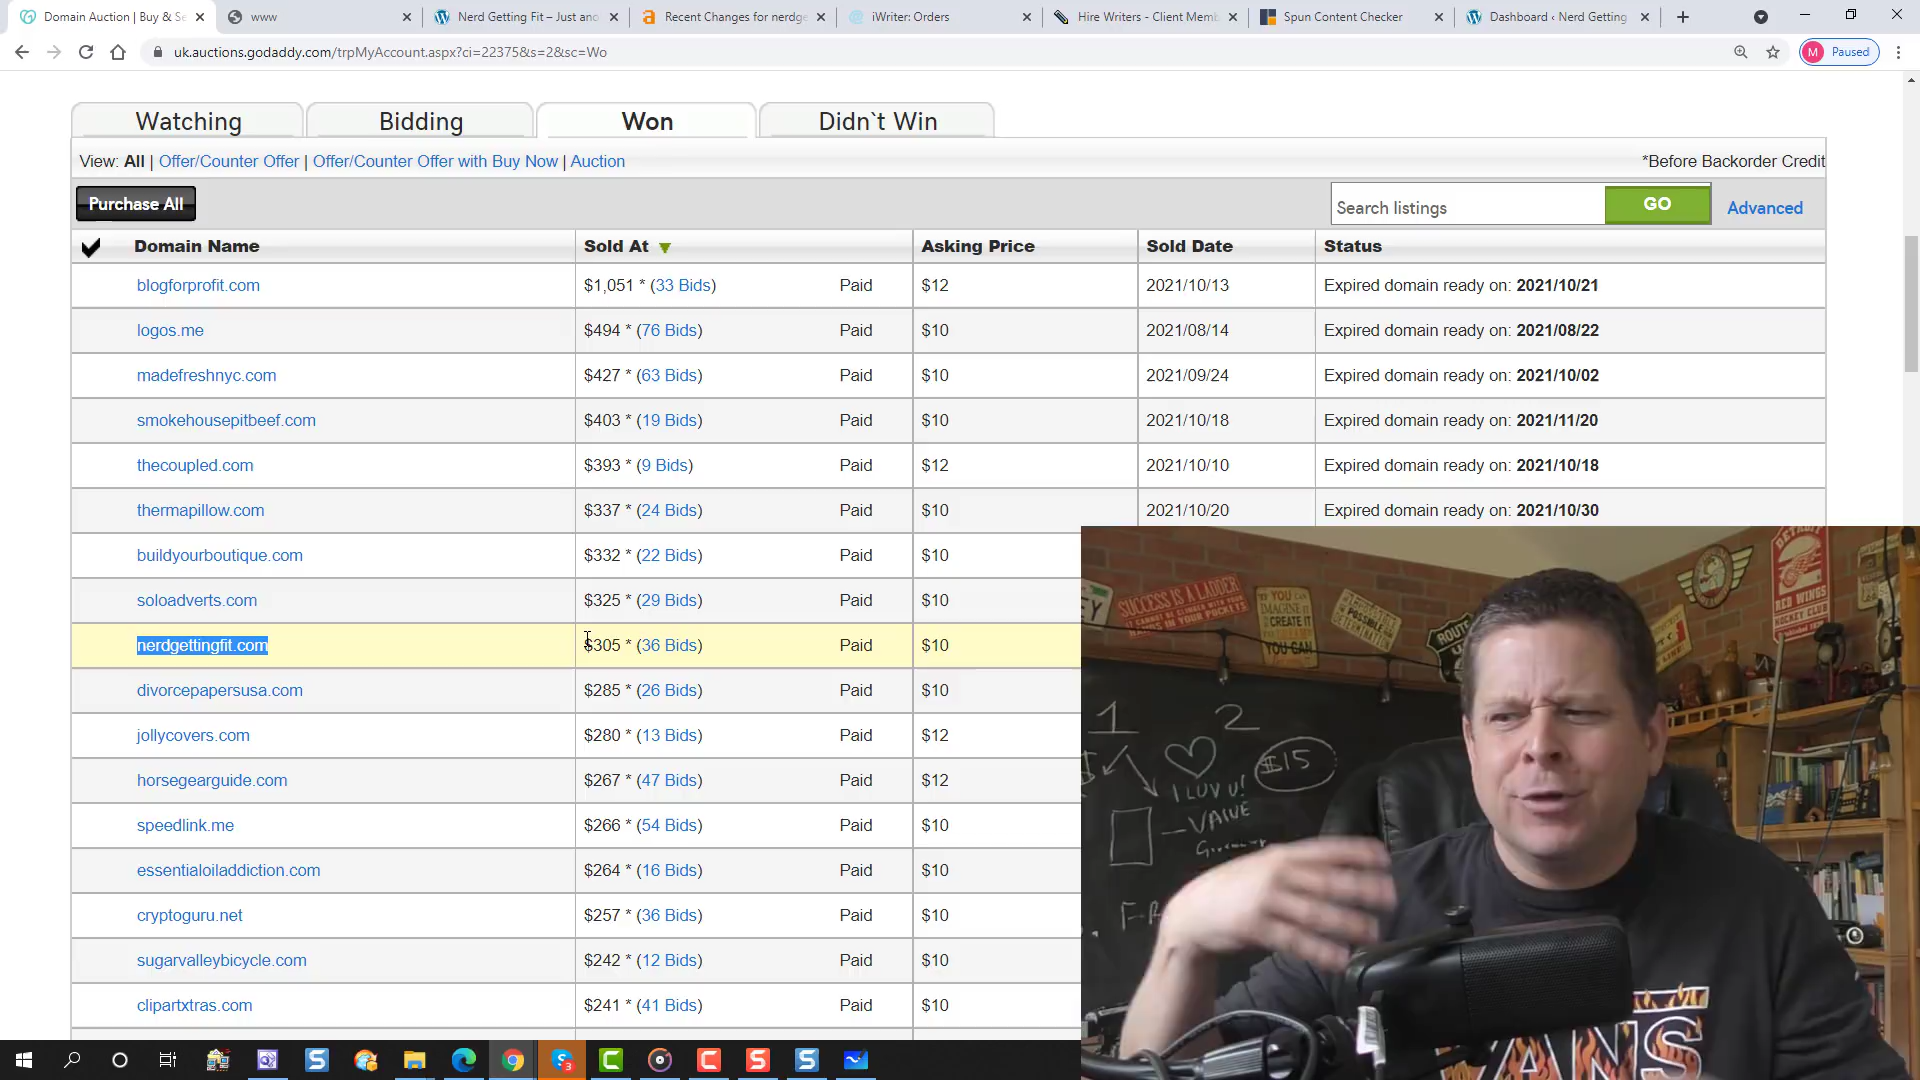 Domain Auction | Buy & Se
www
Nerd Getting Fit – Just ano
Recent Changes for nerdge
iWriter: Orders
Hire Writers - Client Memb
Spun Content Checker
Dashboard ‹ Nerd Getting
uk.auctions.godaddy.com/trpMyAccount.aspx?ci=22375&s=2&sc=Wo
M Paused
Watching Bidding Won Didn`t Win
View: All | Offer/Counter Offer | Offer/Counter Offer with Buy Now | Auction *Before Backorder Credit
Purchase All Search listings GO Advanced
Domain Name Sold At Asking Price Sold Date Status
blogforprofit.com $1,051 * (33 Bids) Paid $12 2021/10/13 Expired domain ready on: 2021/10/21
logos.me $494 * (76 Bids) Paid $10 2021/08/14 Expired domain ready on: 2021/08/22
madefreshnyc.com $427 * (63 Bids) Paid $10 2021/09/24 Expired domain ready on: 2021/10/02
smokehousepitbeef.com $403 * (19 Bids) Paid $10 2021/10/18 Expired domain ready on: 2021/11/20
thecoupled.com $393 * (9 Bids) Paid $12 2021/10/10 Expired domain ready on: 2021/10/18
thermapillow.com $337 * (24 Bids) Paid $10 2021/10/20 Expired domain ready on: 2021/10/30
buildyourboutique.com $332 * (22 Bids) Paid $10
soloadverts.com $325 * (29 Bids) Paid $10
nerdgettingfit.com $305 * (36 Bids) Paid $10
divorcepapersusa.com $285 * (26 Bids) Paid $10
jollycovers.com $280 * (13 Bids) Paid $12
horsegearguide.com $267 * (47 Bids) Paid $12
speedlink.me $266 * (54 Bids) Paid $10
essentialoiladdiction.com $264 * (16 Bids) Paid $10
cryptoguru.net $257 * (36 Bids) Paid $10
sugarvalleybicycle.com $242 * (12 Bids) Paid $10
clipartxtras.com $241 * (41 Bids) Paid $10
SUCCESS IS A LADDER
IF YOU CAN
IMAGINE IT
YOU CAN
ROUTE
RED WINGS
1 2
$15
I LUV U!
- VALUE
ANS